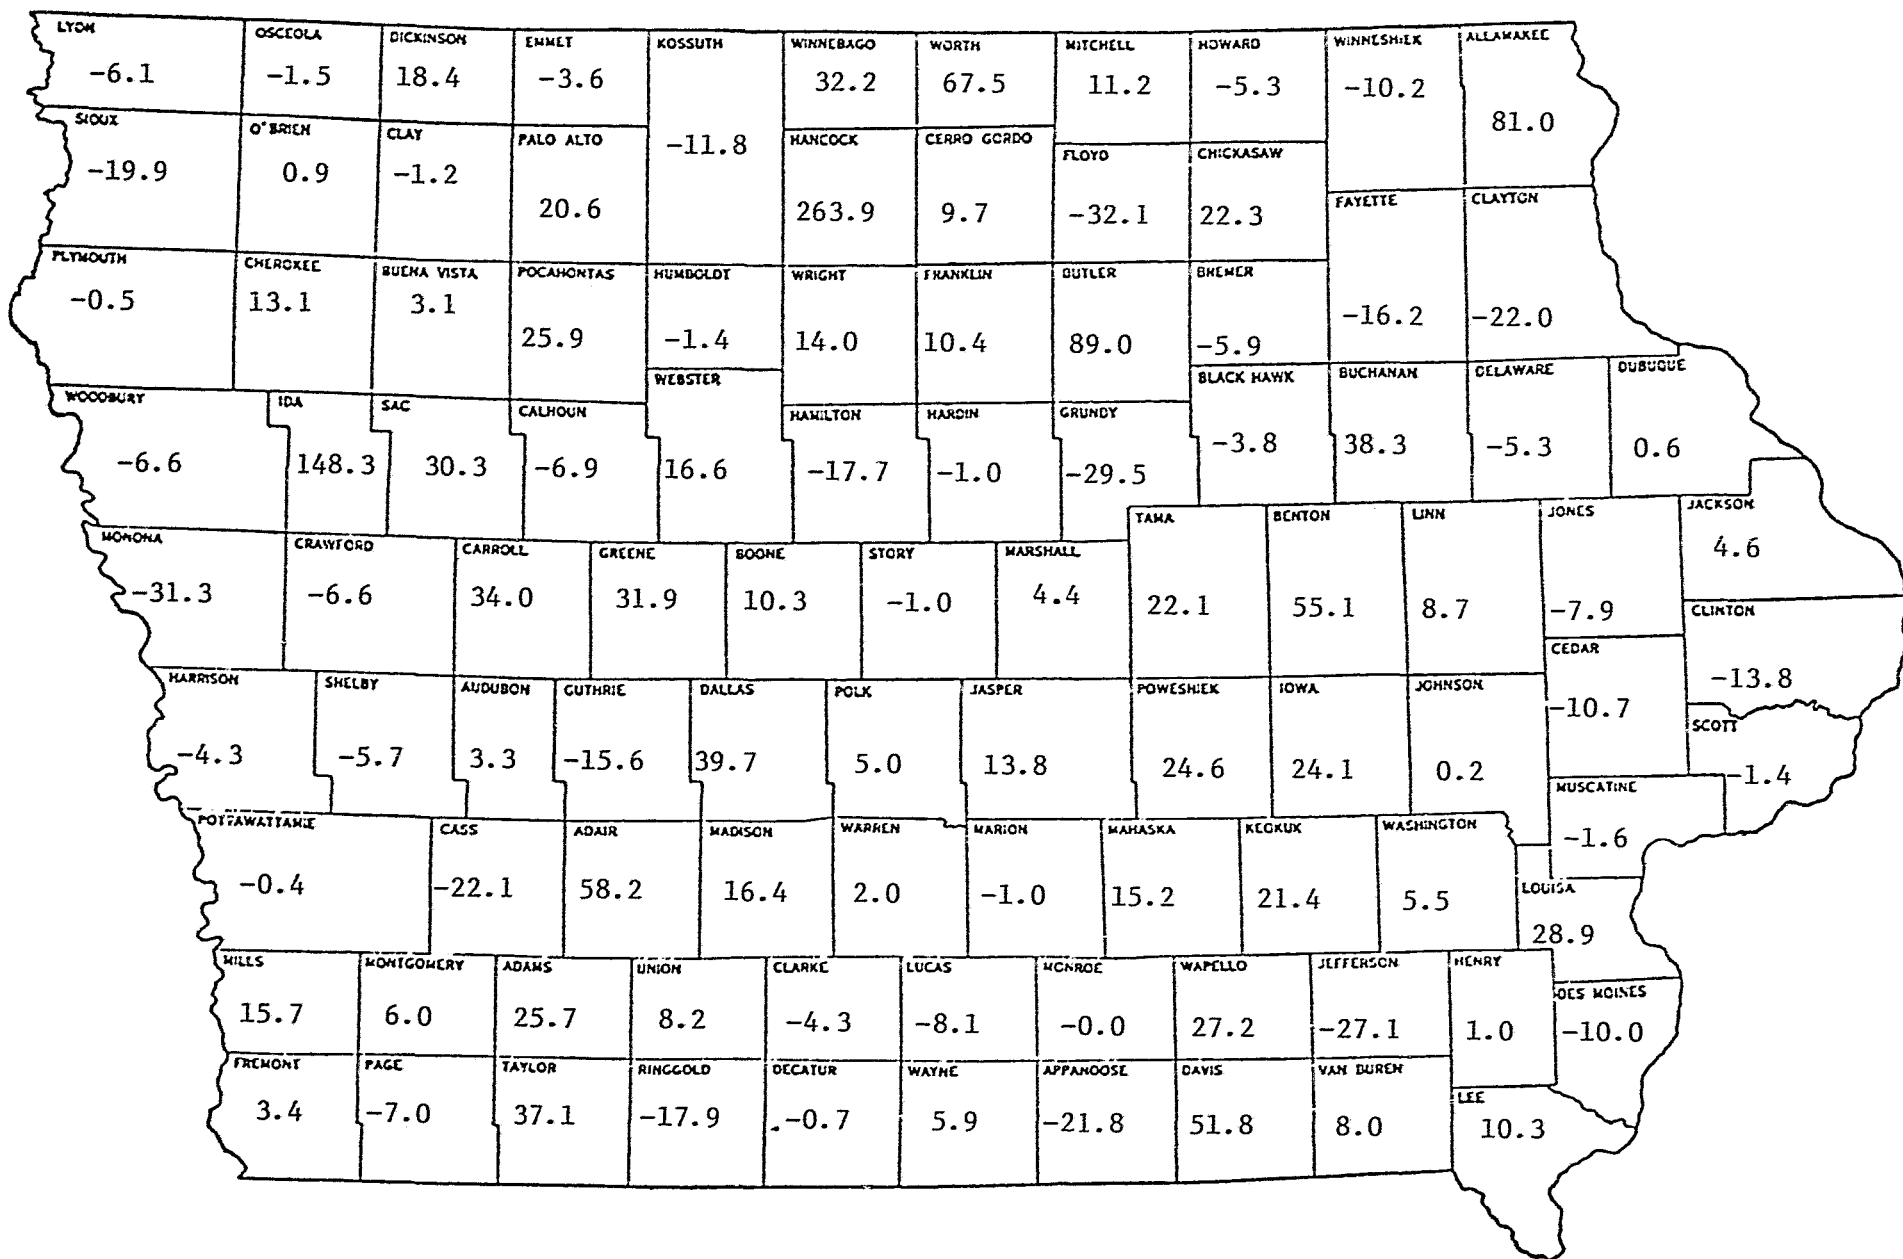 LYON
-6.1
OSCEOLA
-1.5
DICKINSON
18.4
EMMET
-3.6
KOSSUTH
-11.8
WINNEBAGO
32.2
WORTH
67.5
MITCHELL
11.2
HOWARD
-5.3
WINNESHIEK
-10.2
ALLAMAKEE
81.0
SIOUX
-19.9
O'BRIEN
0.9
CLAY
-1.2
PALO ALTO
20.6
HANCOCK
263.9
CERRO GORDO
9.7
FLOYD
-32.1
CHICKASAW
22.3
FAYETTE
-16.2
CLAYTON
-22.0
PLYMOUTH
-0.5
CHEROKEE
13.1
BUENA VISTA
3.1
POCAHONTAS
25.9
HUMBOLDT
-1.4
WRIGHT
14.0
FRANKLIN
10.4
BUTLER
89.0
BREMER
-5.9
WOODBURY
-6.6
IDA
148.3
SAC
30.3
CALHOUN
-6.9
WEBSTER
16.6
HAMILTON
-17.7
HARDIN
-1.0
GRUNDY
-29.5
BLACK HAWK
-3.8
BUCHANAN
38.3
DELAWARE
-5.3
DUBUQUE
0.6
MONONA
-31.3
CRAWFORD
-6.6
CARROLL
34.0
GREENE
31.9
BOONE
10.3
STORY
-1.0
MARSHALL
4.4
TAMA
22.1
BENTON
55.1
LINN
8.7
JONES
-7.9
JACKSON
4.6
CLINTON
-13.8
HARRISON
-4.3
SHELBY
-5.7
AUDUBON
3.3
GUTHRIE
-15.6
DALLAS
39.7
POLK
5.0
JASPER
13.8
POWESHIEK
24.6
IOWA
24.1
JOHNSON
0.2
CEDAR
-10.7
SCOTT
-1.4
MUSCATINE
-1.6
POTTAWATTAMIE
-0.4
CASS
-22.1
ADAIR
58.2
MADISON
16.4
WARREN
2.0
MARION
-1.0
MAHASKA
15.2
KEOKUK
21.4
WASHINGTON
5.5
LOUISA
28.9
MILLS
15.7
MONTGOMERY
6.0
ADAMS
25.7
UNION
8.2
CLARKE
-4.3
LUCAS
-8.1
MONROE
-0.0
WAPELLO
27.2
JEFFERSON
-27.1
HENRY
1.0
DES MOINES
-10.0
FREMONT
3.4
PAGE
-7.0
TAYLOR
37.1
RINGGOLD
-17.9
DECATUR
-0.7
WAYNE
5.9
APPANOOSE
-21.8
DAVIS
51.8
VAN BUREN
8.0
LEE
10.3